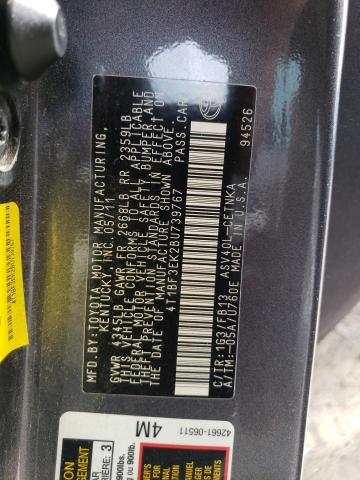 MFD. BY: TOYOTA MOTOR MANUFACTURING,
KENTUCKY, INC. 05/11
GVWR 4345LB GAWR FR 2668LB RR 2359LB
THIS VEHICLE CONFORMS TO ALL APPLICABLE
FEDERAL MOTOR VEHICLE SAFETY, BUMPER, AND
THEFT PREVENTION STANDARDS IN EFFECT ON
THE DATE OF MANUFACTURE SHOWN ABOVE.
4T1BF3EK2BU739767 PASS.CAR
C/TR:1G3/FB13 ASV40L-CETNKA
A/TM:-05A/U760E MADE IN U.S.A.
94526
4M
42661-06511
3